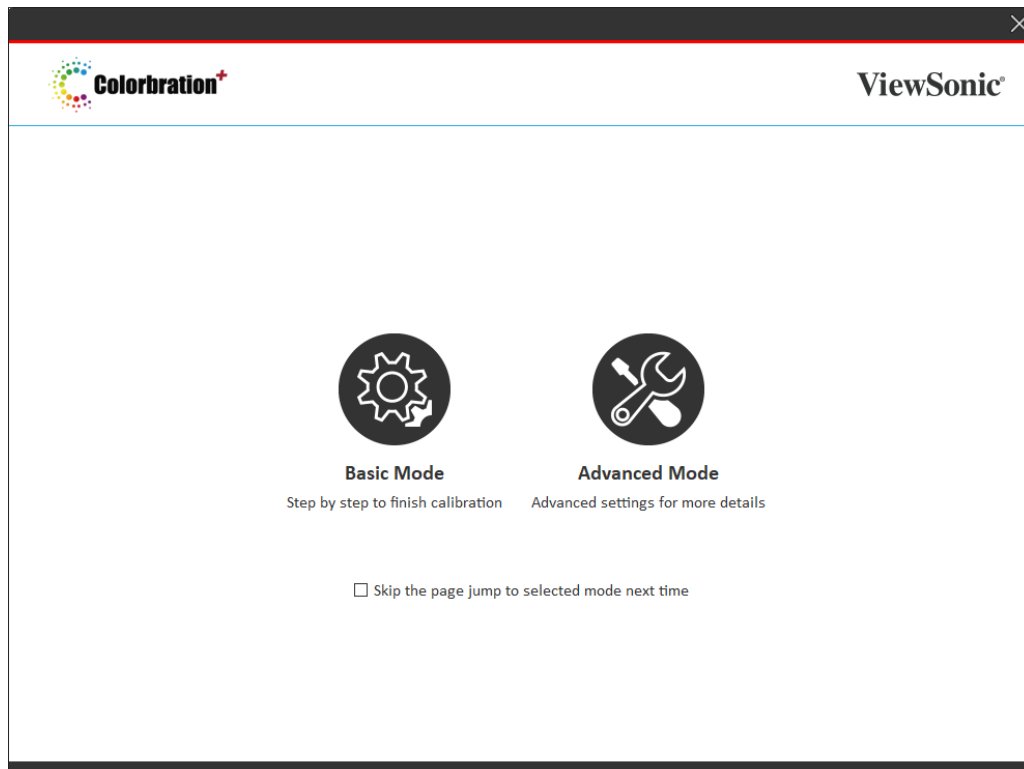 Colorbration+
ViewSonic®
Basic Mode
Advanced Mode
Step by step to finish calibration
Advanced settings for more details
Skip the page jump to selected mode next time